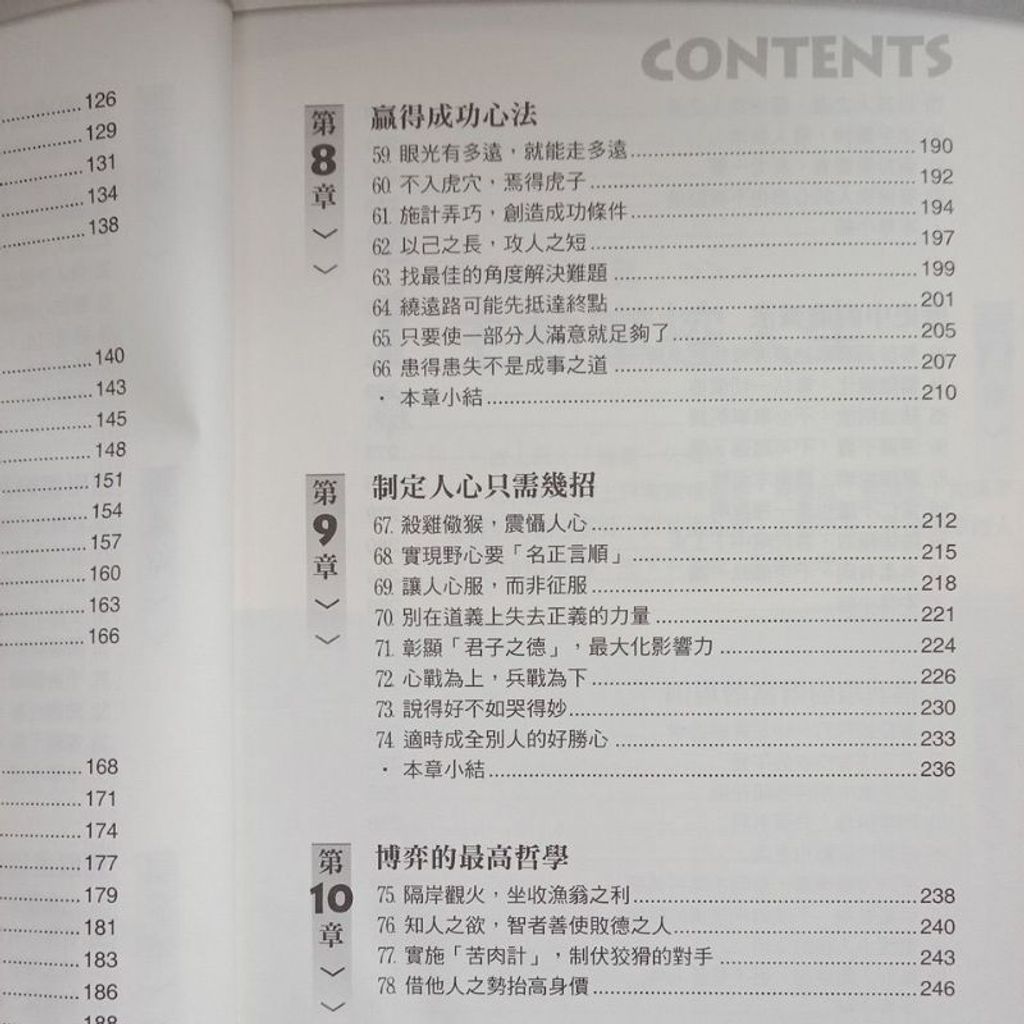 126
129
131
134
138
140
143
145
148
151
154
157
160
163
166
168
171
174
177
179
181
183
186
188
CONTENTS
第8章
贏得成功心法
59. 眼光有多遠，就能走多遠 190
60. 不入虎穴，焉得虎子 192
61. 施計弄巧，創造成功條件 194
62. 以己之長，攻人之短 197
63. 找最佳的角度解決難題 199
64. 繞遠路可能先抵達終點 201
65. 只要使一部分人滿意就足夠了 205
66. 患得患失不是成事之道 207
· 本章小結 210
第9章
制定人心只需幾招
67. 殺雞儆猴，震懾人心 212
68. 實現野心要「名正言順」 215
69. 讓人心服，而非征服 218
70. 別在道義上失去正義的力量 221
71. 彰顯「君子之德」，最大化影響力 224
72. 心戰為上，兵戰為下 226
73. 說得好不如哭得妙 230
74. 適時成全別人的好勝心 233
· 本章小結 236
第10章
博弈的最高哲學
75. 隔岸觀火，坐收漁翁之利 238
76. 知人之欲，智者善使敗德之人 240
77. 實施「苦肉計」，制伏狡猾的對手 243
78. 借他人之勢抬高身價 246